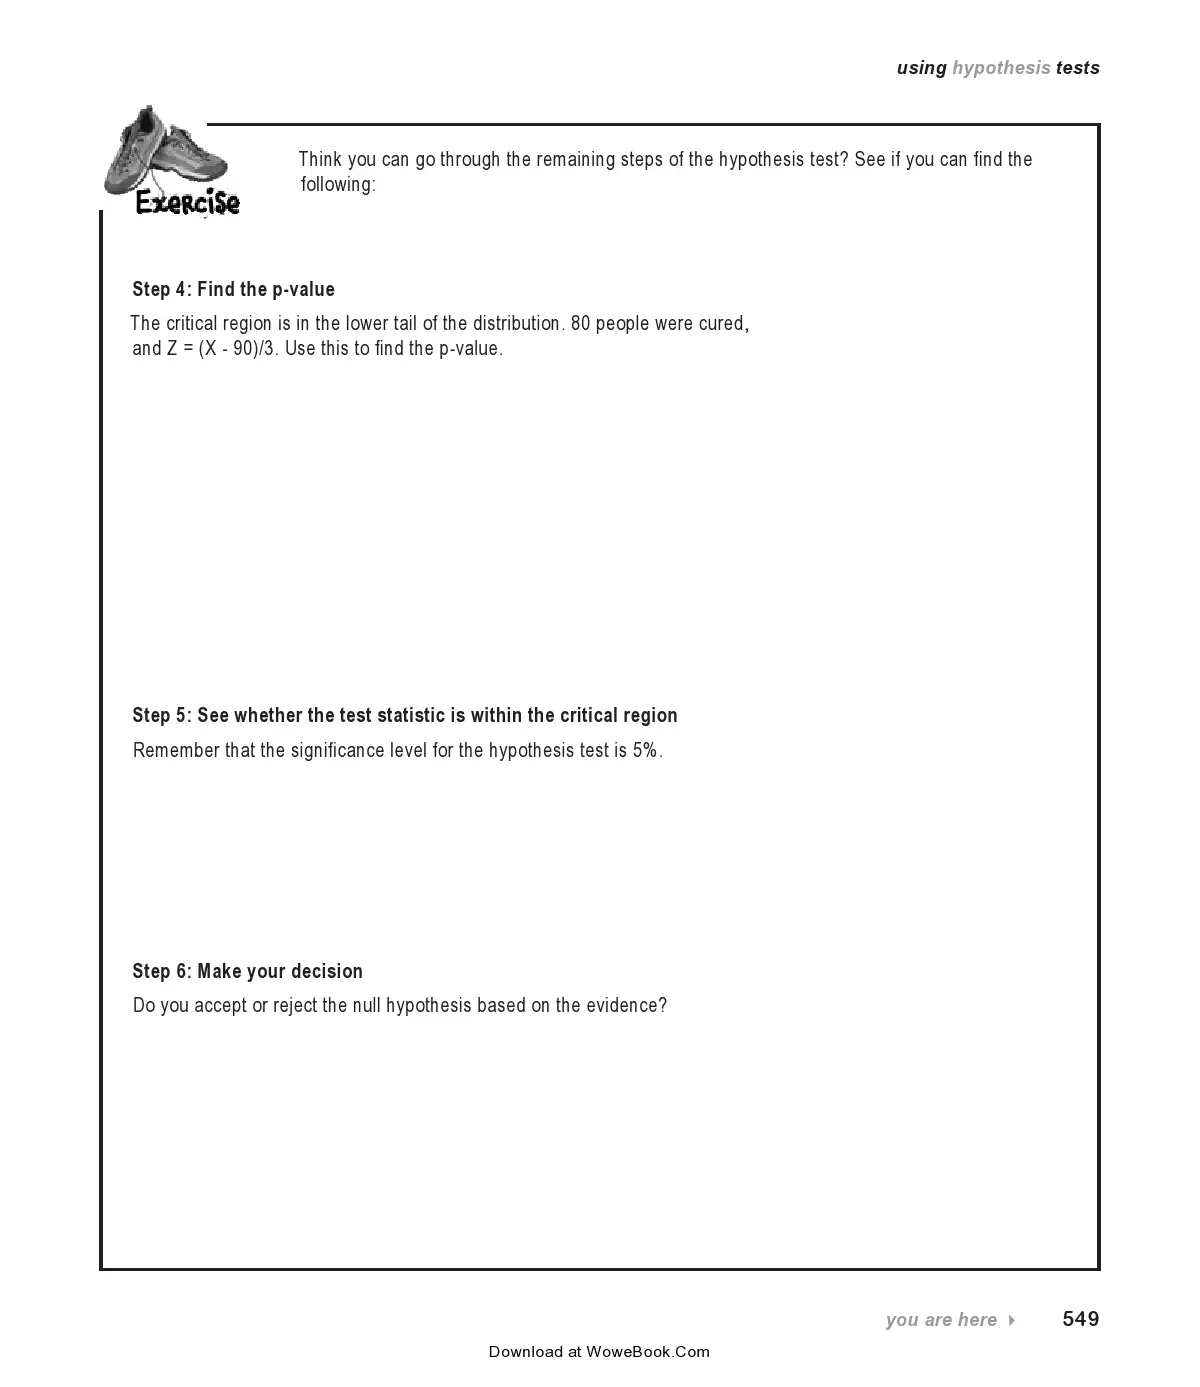 using hypothesis tests
Exercise
Think you can go through the remaining steps of the hypothesis test? See if you can find the
following:
Step 4: Find the p-value
The critical region is in the lower tail of the distribution. 80 people were cured,
and Z = (X - 90)/3. Use this to find the p-value.
Step 5: See whether the test statistic is within the critical region
Remember that the significance level for the hypothesis test is 5%.
Step 6: Make your decision
Do you accept or reject the null hypothesis based on the evidence?
you are here 549
Download at WoweBook.Com